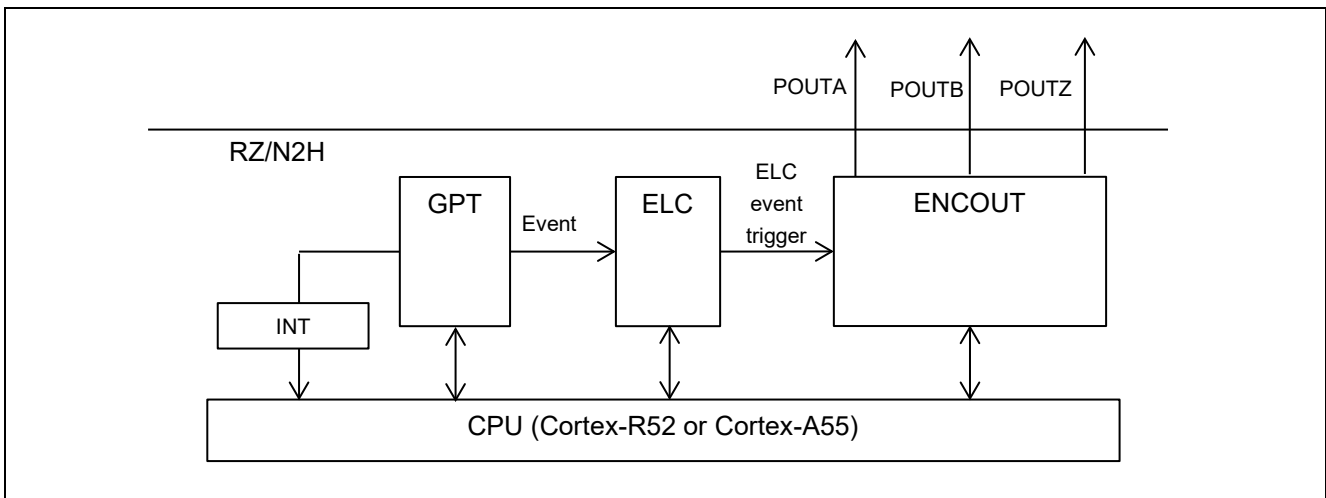 POUTA
POUTB
POUTZ
RZ/N2H
GPT
Event
ELC
ELC
event
trigger
ENCOUT
INT
CPU (Cortex-R52 or Cortex-A55)